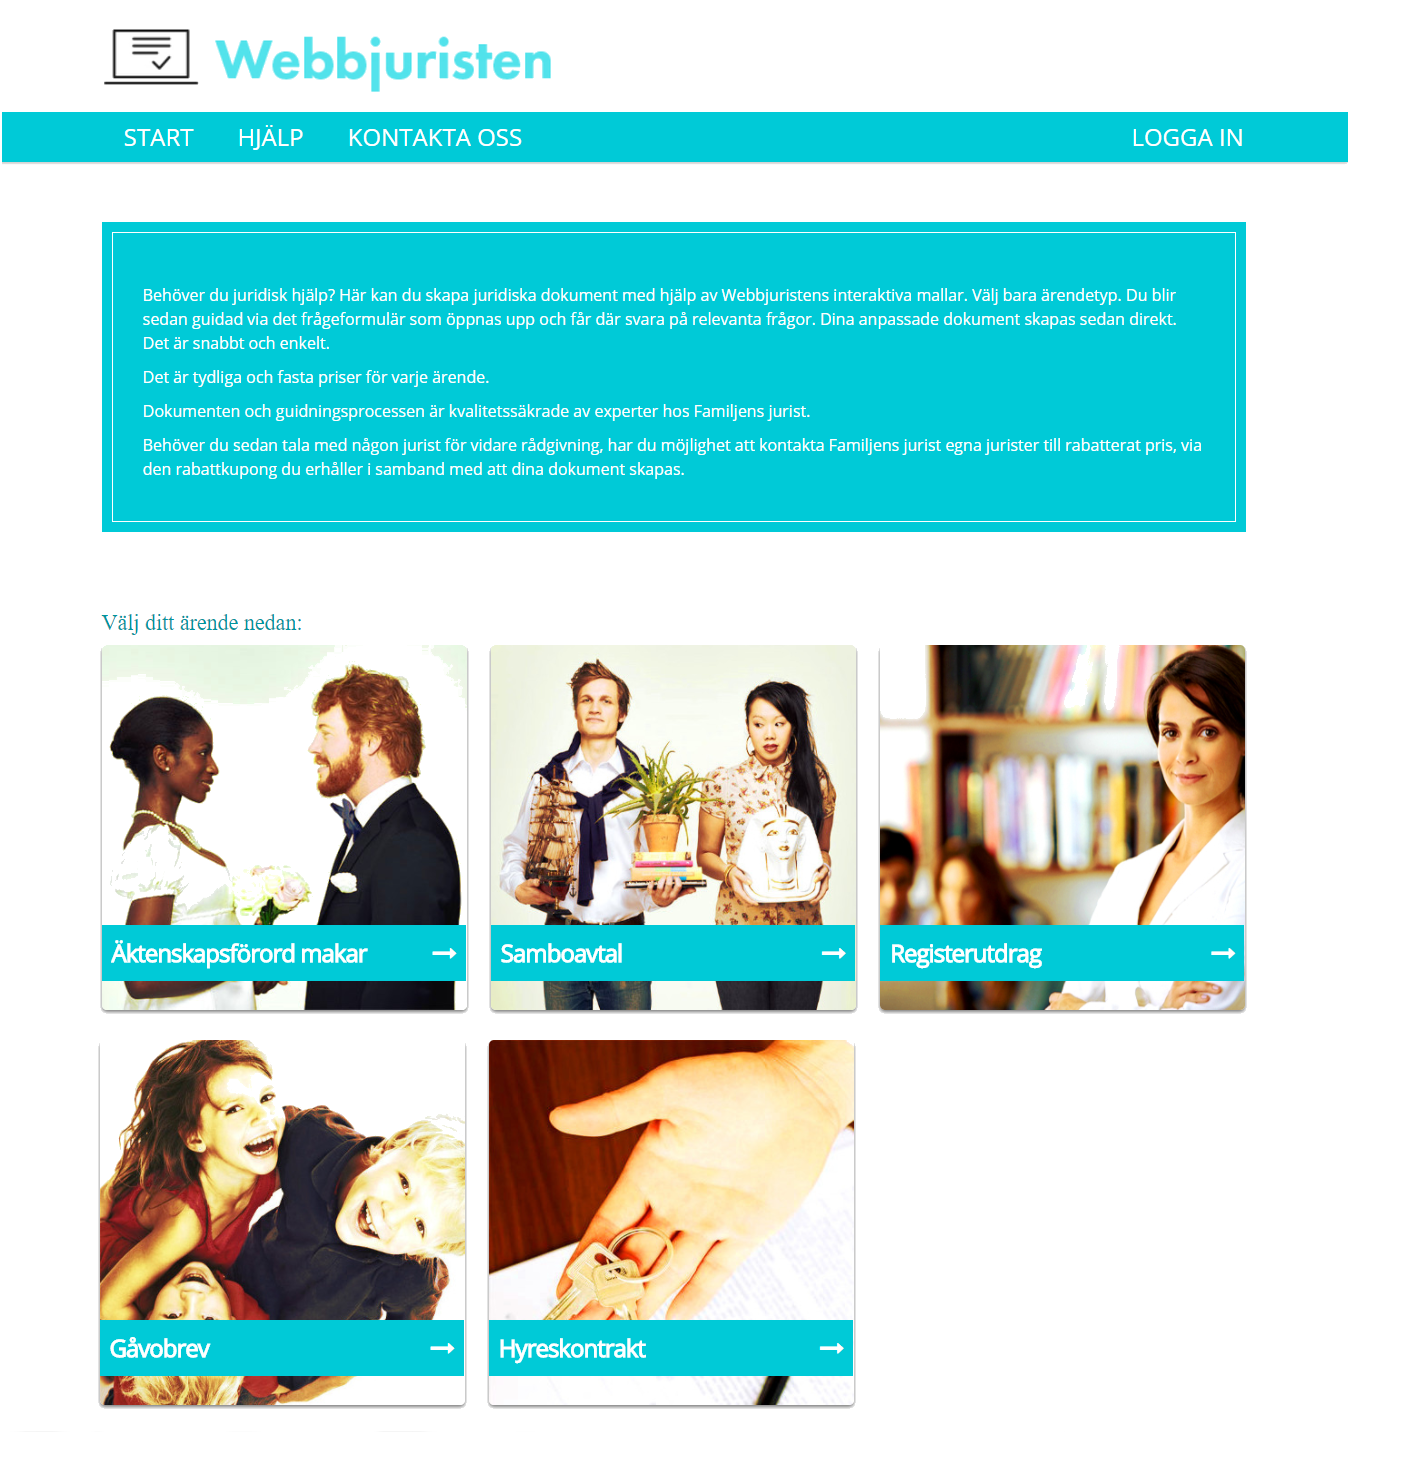 Webbjuristen
START HJÄLP KONTAKTA OSS LOGGA IN
Behöver du juridisk hjälp? Här kan du skapa juridiska dokument med hjälp av Webbjuristens interaktiva mallar. Välj bara ärendetyp. Du blir
sedan guidad via det frågeformulär som öppnas upp och får där svara på relevanta frågor. Dina anpassade dokument skapas sedan direkt.
Det är snabbt och enkelt.
Det är tydliga och fasta priser för varje ärende.
Dokumenten och guidningsprocessen är kvalitetssäkrade av experter hos Familjens jurist.
Behöver du sedan tala med någon jurist för vidare rådgivning, har du möjlighet att kontakta Familjens jurist egna jurister till rabatterat pris, via
den rabattkupong du erhåller i samband med att dina dokument skapas.
Välj ditt ärende nedan:
Äktenskapsförord makar
Samboavtal
Registerutdrag
Gåvobrev
Hyreskontrakt